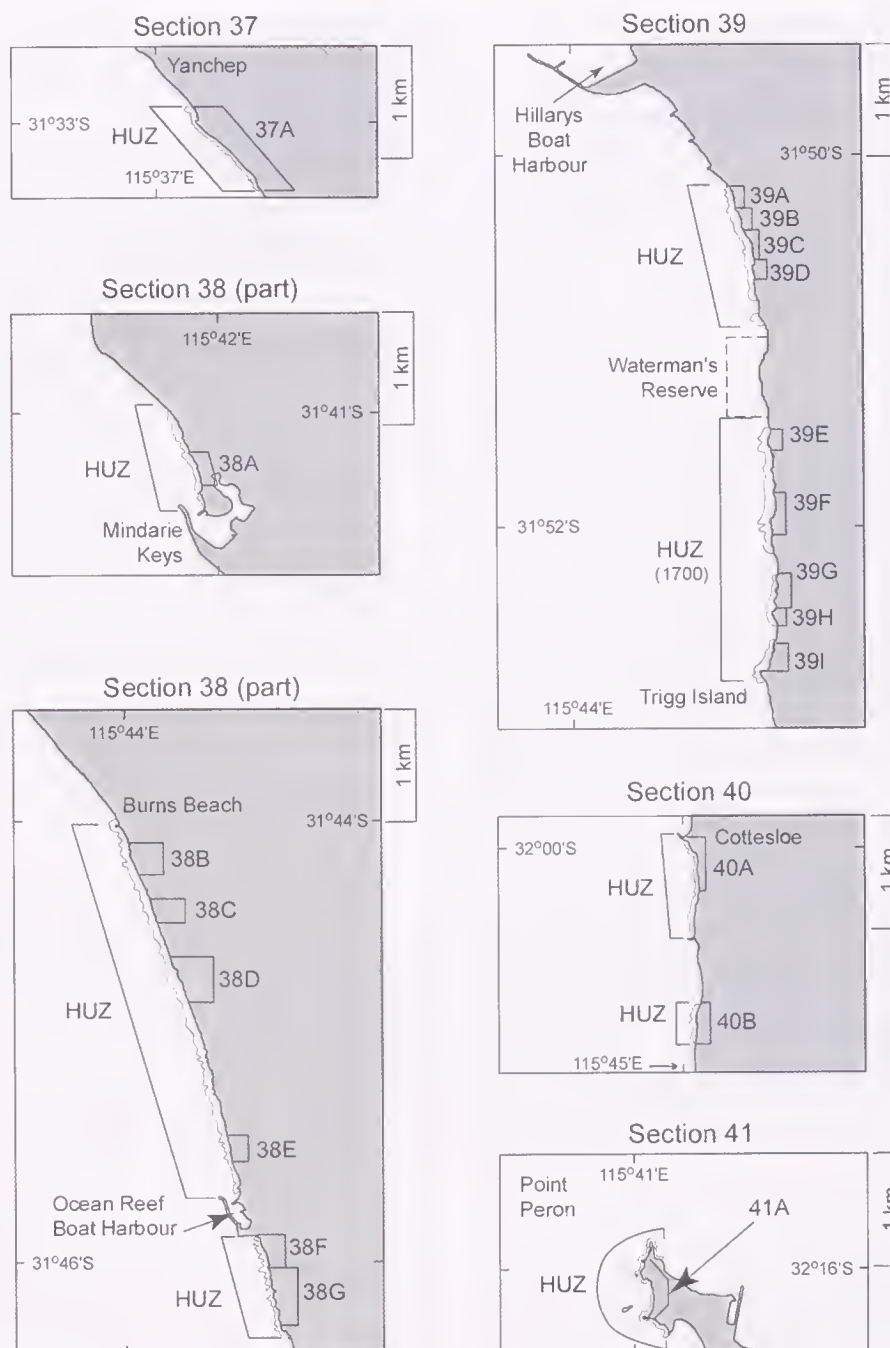 Section 37
Yanchep
31°33'S
HUZ
37A
115°37'E
1 km
Section 38 (part)
115°42'E
31°41'S
HUZ
38A
Mindarie
Keys
1 km
Section 38 (part)
115°44'E
Burns Beach
31°44'S
38B
38C
38D
HUZ
38E
Ocean Reef
Boat Harbour
31°46'S
38F
38G
HUZ
1 km
Section 39
Hillarys
Boat
Harbour
31°50'S
39A
39B
39C
39D
HUZ
Waterman's
Reserve
39E
39F
31°52'S
HUZ
(1700)
39G
39H
39I
Trigg Island
115°44'E
1 km
Section 40
32°00'S
Cottesloe
40A
HUZ
HUZ
40B
115°45'E
1 km
Section 41
115°41'E
Point
Peron
41A
HUZ
32°16'S
1 km